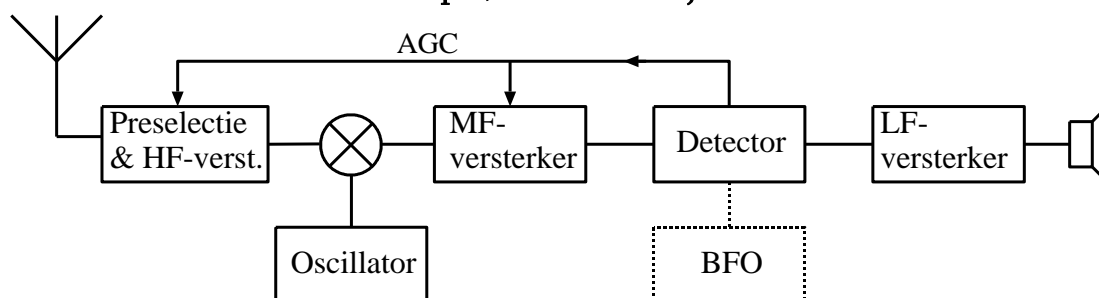 AGC
Preselectie
& HF-verst.
MF-
versterker
Detector
LF-
versterker
Oscillator
BFO